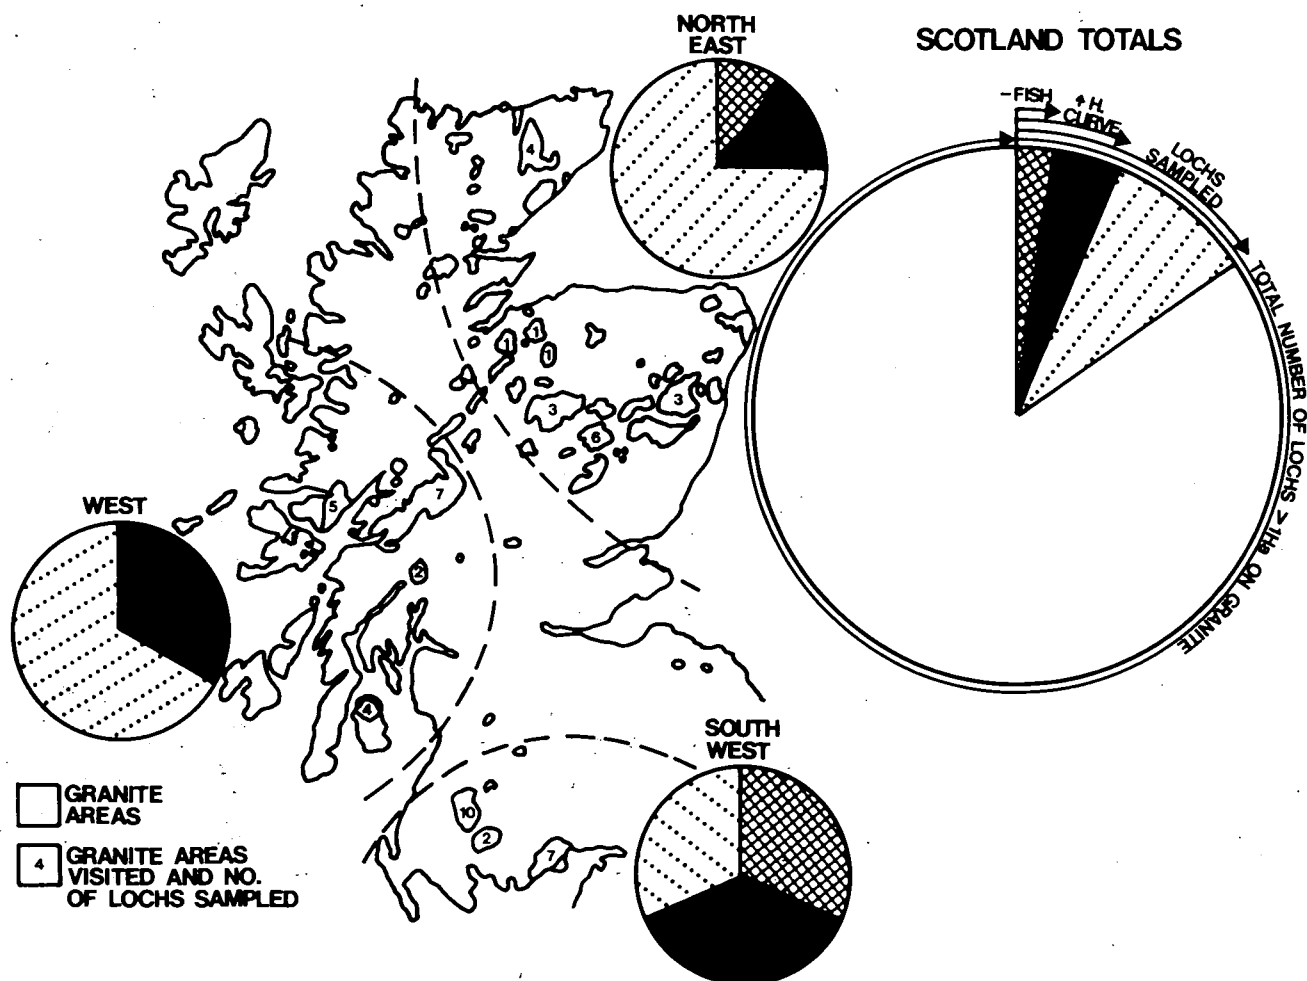 NORTH
EAST
SCOTLAND TOTALS
-FISH
↑ H.
CURVE
LOCHS
SAMPLED
TOTAL NUMBER OF LOCHS > 1Ha ON GRANITE
4
1
1
1
3
3
6
7
5
2
4
10
2
7
WEST
SOUTH
WEST
GRANITE
AREAS
4
GRANITE AREAS
VISITED AND NO.
OF LOCHS SAMPLED